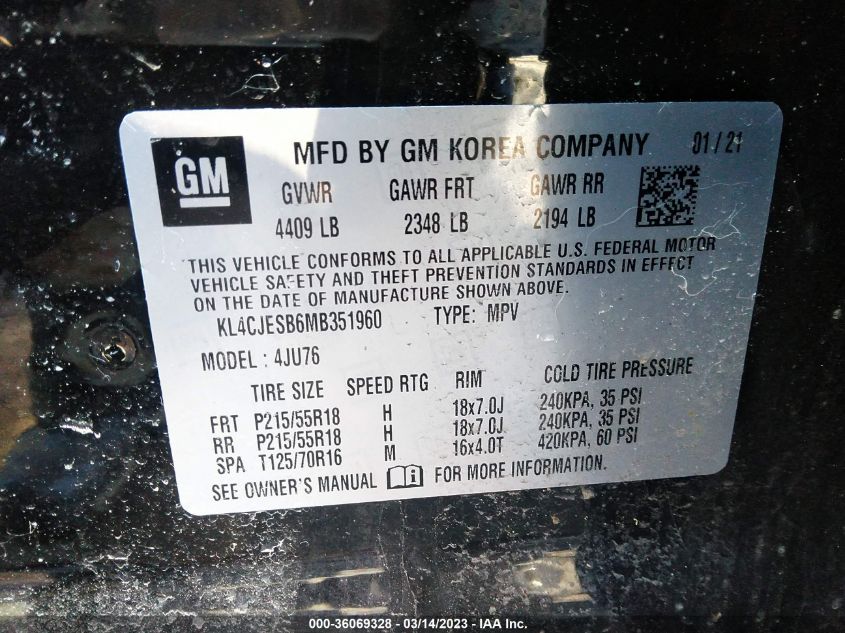 GM
MFD BY GM KOREA COMPANY 01/21
GVWR GAWR FRT GAWR RR
4409 LB 2348 LB 2194 LB
THIS VEHICLE CONFORMS TO ALL APPLICABLE U.S. FEDERAL MOTOR
VEHICLE SAFETY AND THEFT PREVENTION STANDARDS IN EFFECT
ON THE DATE OF MANUFACTURE SHOWN ABOVE.
KL4CJESB6MB351960 TYPE: MPV
MODEL: 4JU76
TIRE SIZE SPEED RTG RIM COLD TIRE PRESSURE
FRT P215/55R18 H 18x7.0J 240KPA, 35 PSI
RR P215/55R18 H 18x7.0J 240KPA, 35 PSI
SPA T125/70R16 M 16x4.0T 420KPA, 60 PSI
SEE OWNER'S MANUAL FOR MORE INFORMATION.
000-36069328 - 03/14/2023 - IAA Inc.